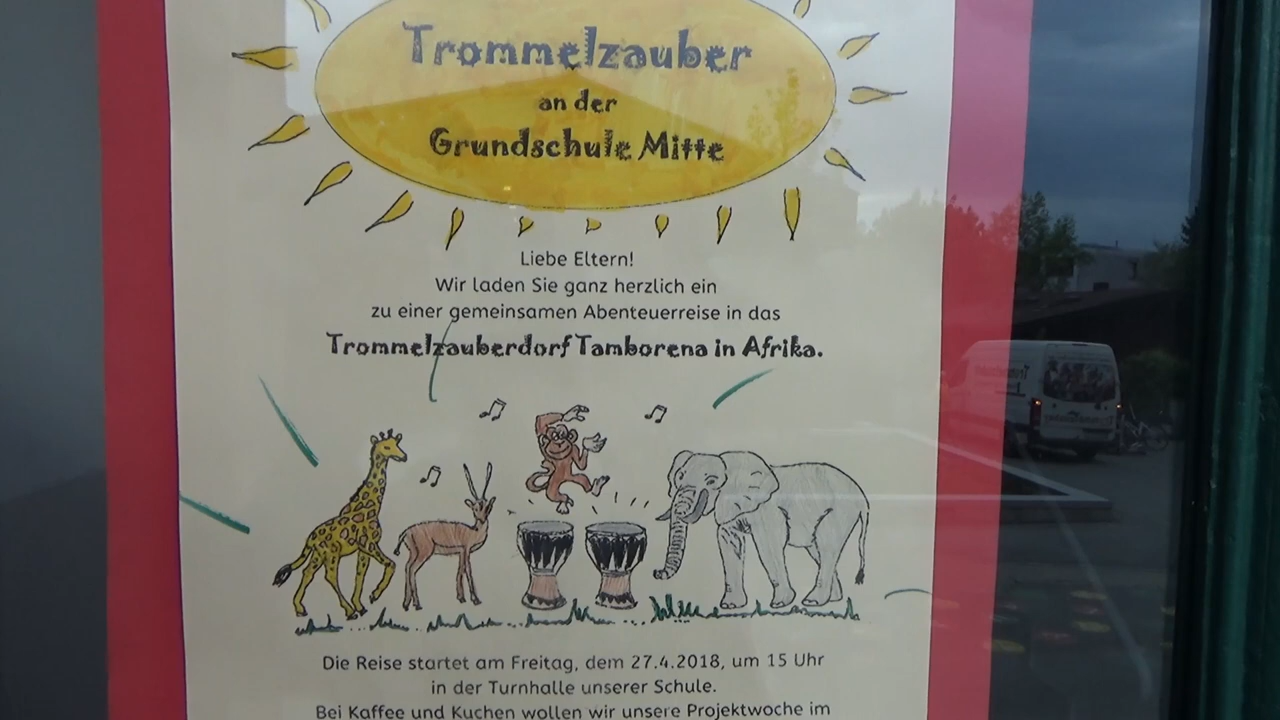 Trommelzauber
an der
Grundschule Mitte
Liebe Eltern!
Wir laden Sie ganz herzlich ein
zu einer gemeinsamen Abenteuerreise in das
Trommelzauberdorf Tamborena in Afrika.
Die Reise startet am Freitag, dem 27.4.2018, um 15 Uhr
in der Turnhalle unserer Schule.
Bei Kaffee und Kuchen wollen wir unsere Projektwoche im